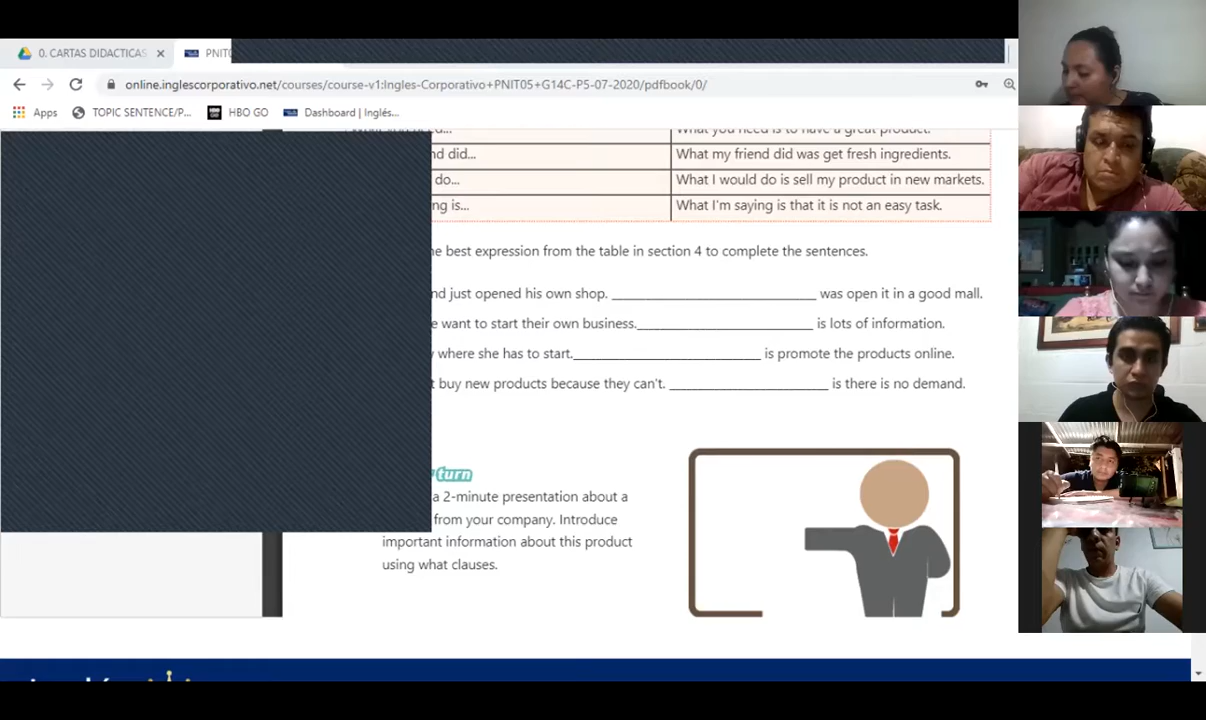 0. CARTAS DIDACTICAS
PNIT
online.inglescorporativo.net/courses/course-v1:Ingles-Corporativo+PNIT05+G14C-P5-07-2020/pdfbook/0/
Apps
TOPIC SENTENCE/P...
HBO GO
Dashboard | Inglés...
What you need is to have a great product.
nd did...
What my friend did was get fresh ingredients.
do...
What I would do is sell my product in new markets.
ng is...
What I'm saying is that it is not an easy task.
e best expression from the table in section 4 to complete the sentences.
nd just opened his own shop. ______________________ was open it in a good mall.
e want to start their own business.___________________ is lots of information.
where she has to start.____________________ is promote the products online.
t buy new products because they can't. _________________ is there is no demand.
turn
a 2-minute presentation about a
from your company. Introduce
important information about this product
using what clauses.